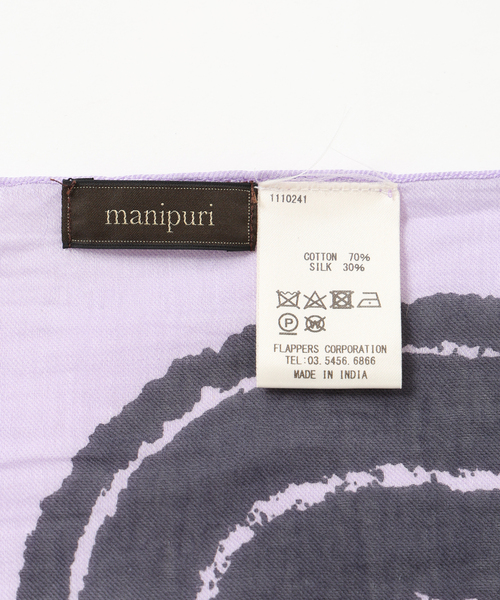 manipuri
1110241
COTTON 70%
SILK 30%
FLAPPERS CORPORATION
TEL:03.5456.6866
MADE IN INDIA